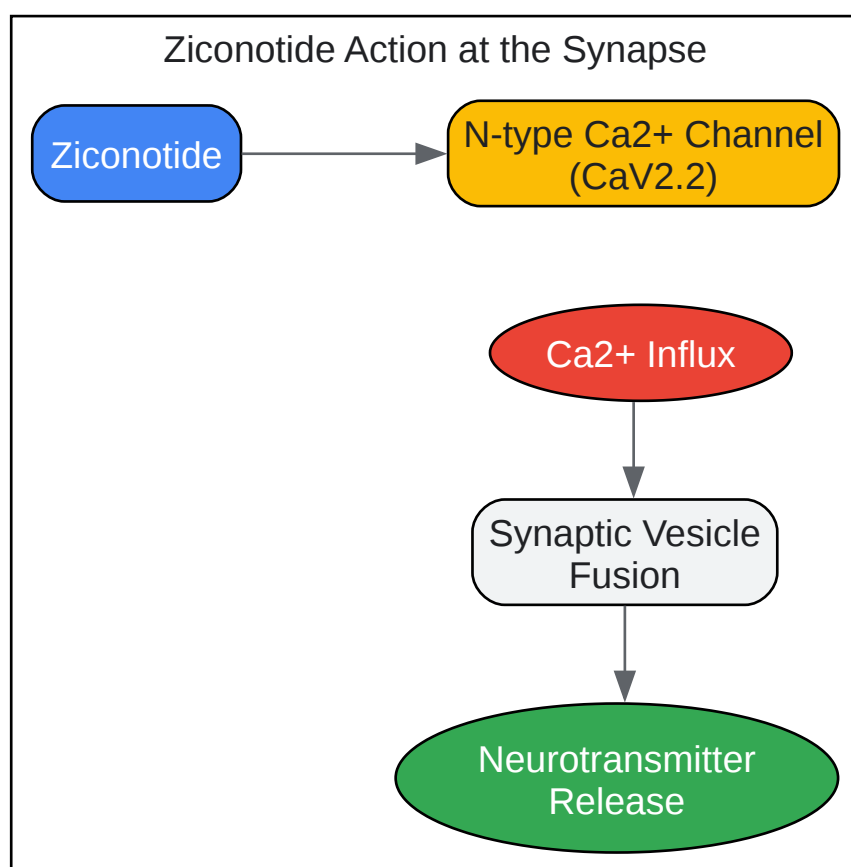 Ziconotide Action at the Synapse
Ziconotide
N-type Ca2+ Channel
(CaV2.2)
Ca2+ Influx
Synaptic Vesicle
Fusion
Neurotransmitter
Release